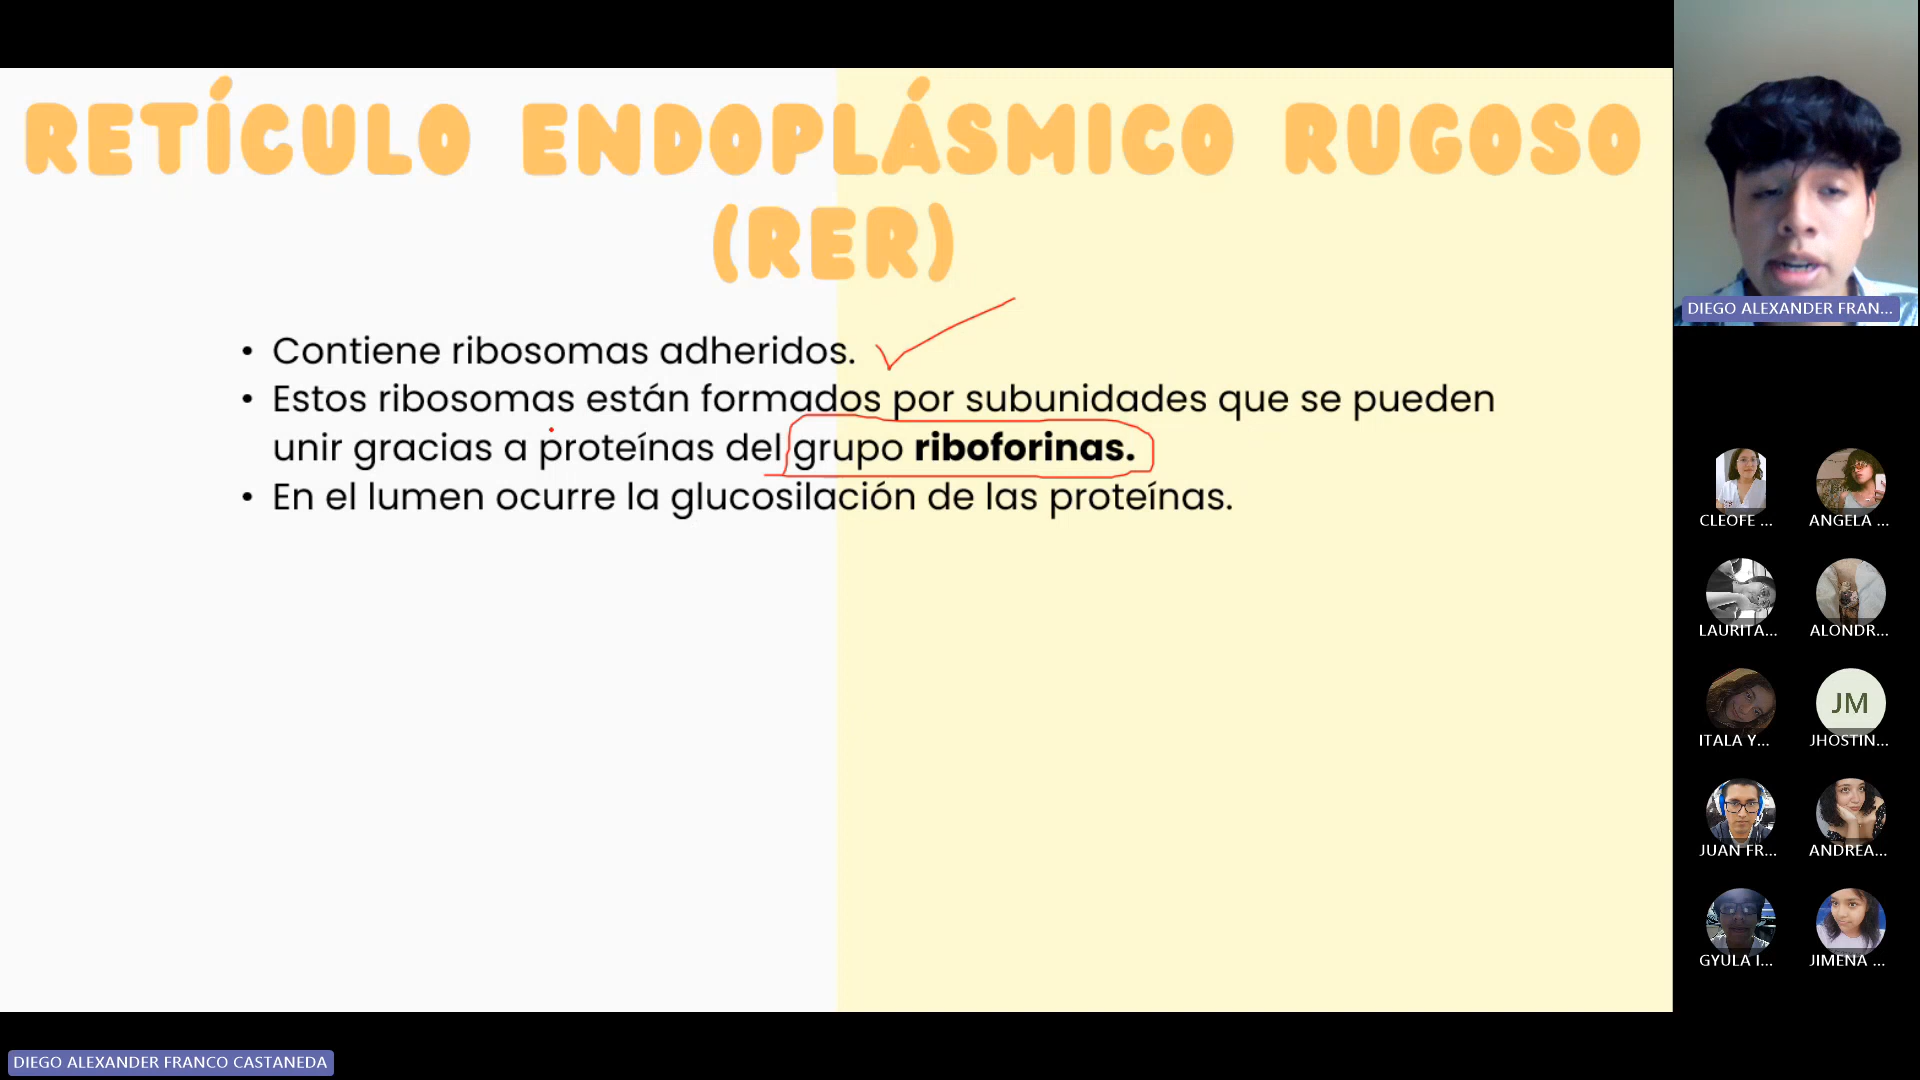 RETÍCULO ENDOPLÁSMICO RUGOSO
(RER)
• Contiene ribosomas adheridos.
• Estos ribosomas están formados por subunidades que se pueden
unir gracias a proteínas del grupo riboforinas.
• En el lumen ocurre la glucosilación de las proteínas.
DIEGO ALEXANDER FRAN...
CLEOFE ...
ANGELA ...
LAURITA...
ALONDR...
ITALA Y...
JM
JHOSTIN...
JUAN FR...
ANDREA...
GYULA I...
JIMENA ...
DIEGO ALEXANDER FRANCO CASTANEDA